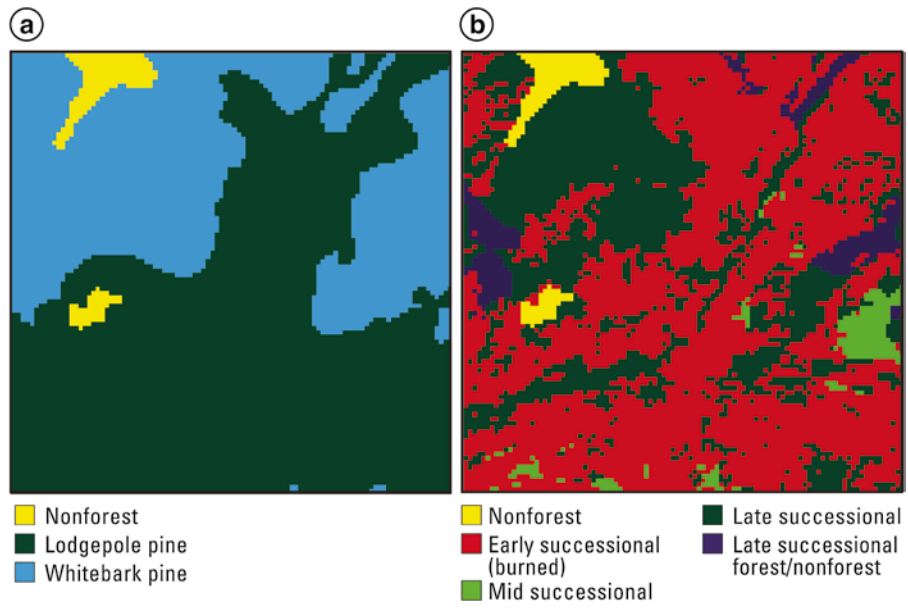 a
b
Nonforest
Lodgepole pine
Whitebark pine
Nonforest
Early successional
(burned)
Mid successional
Late successional
Late successional
forest/nonforest